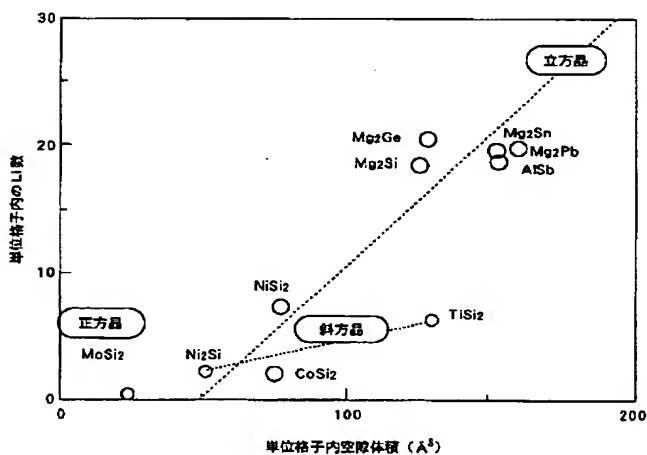 30
立方晶
Mg₂Ge
Mg₂Sn
Mg₂Si
Mg₂Pb
AlSb
20
単位格子内のLi数
10
NiSi₂
TiSi₂
正方晶
斜方晶
MoSi₂
Ni₂Si
CoSi₂
0
0
100
200
単位格子内空隙体積 (Å³)